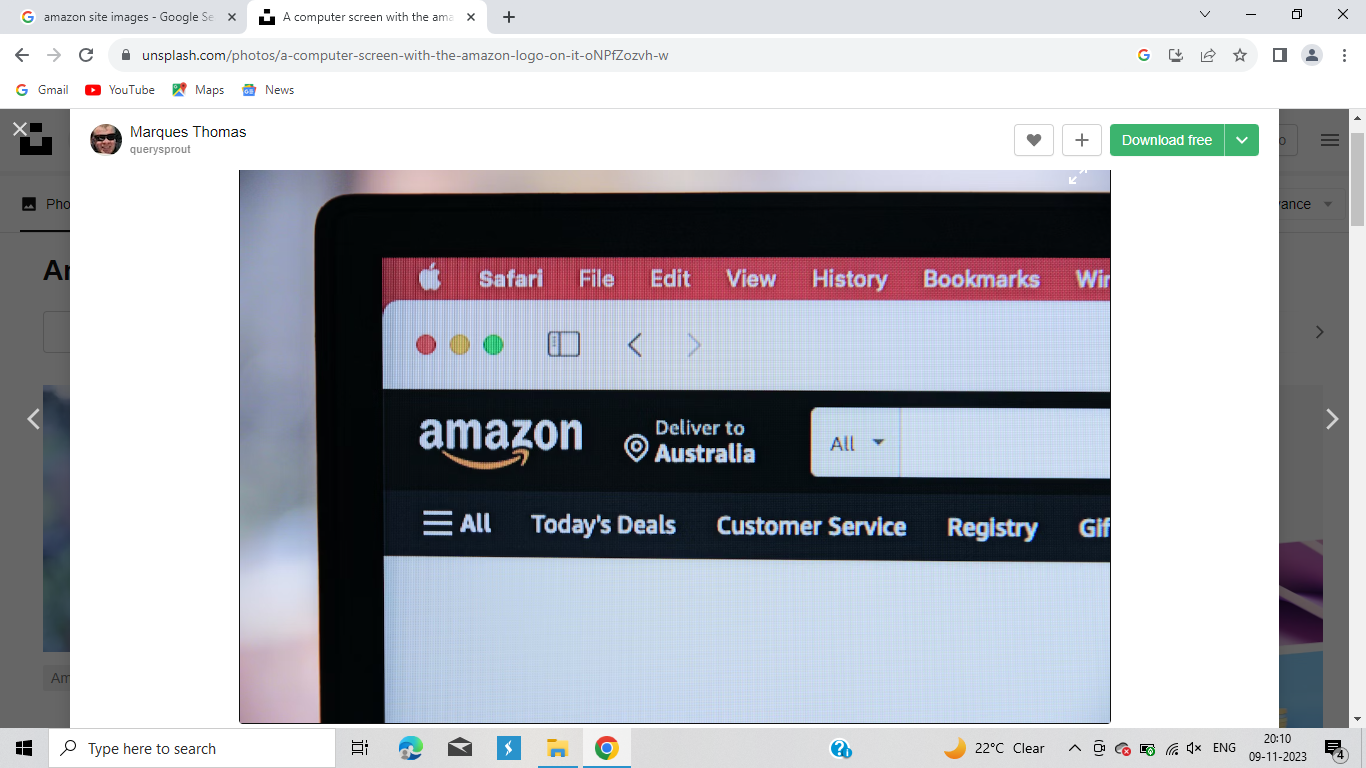 amazon site images - Google Se
A computer screen with the ama
unsplash.com/photos/a-computer-screen-with-the-amazon-logo-on-it-oNPfZozvh-w
Gmail YouTube Maps News
Marques Thomas
querysprout
Download free
Pho
vance
Safari File Edit View History Bookmarks Win
amazon
Deliver to
Australia
All
All Today's Deals Customer Service Registry Gif
Am
Type here to search
22°C Clear
ENG
20:10
09-11-2023
4